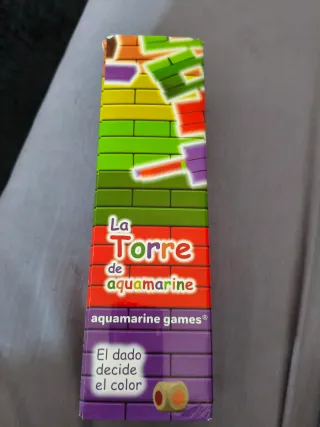 La
Torre
de
aquamarine
aquamarine games®
El dado
decide
el color